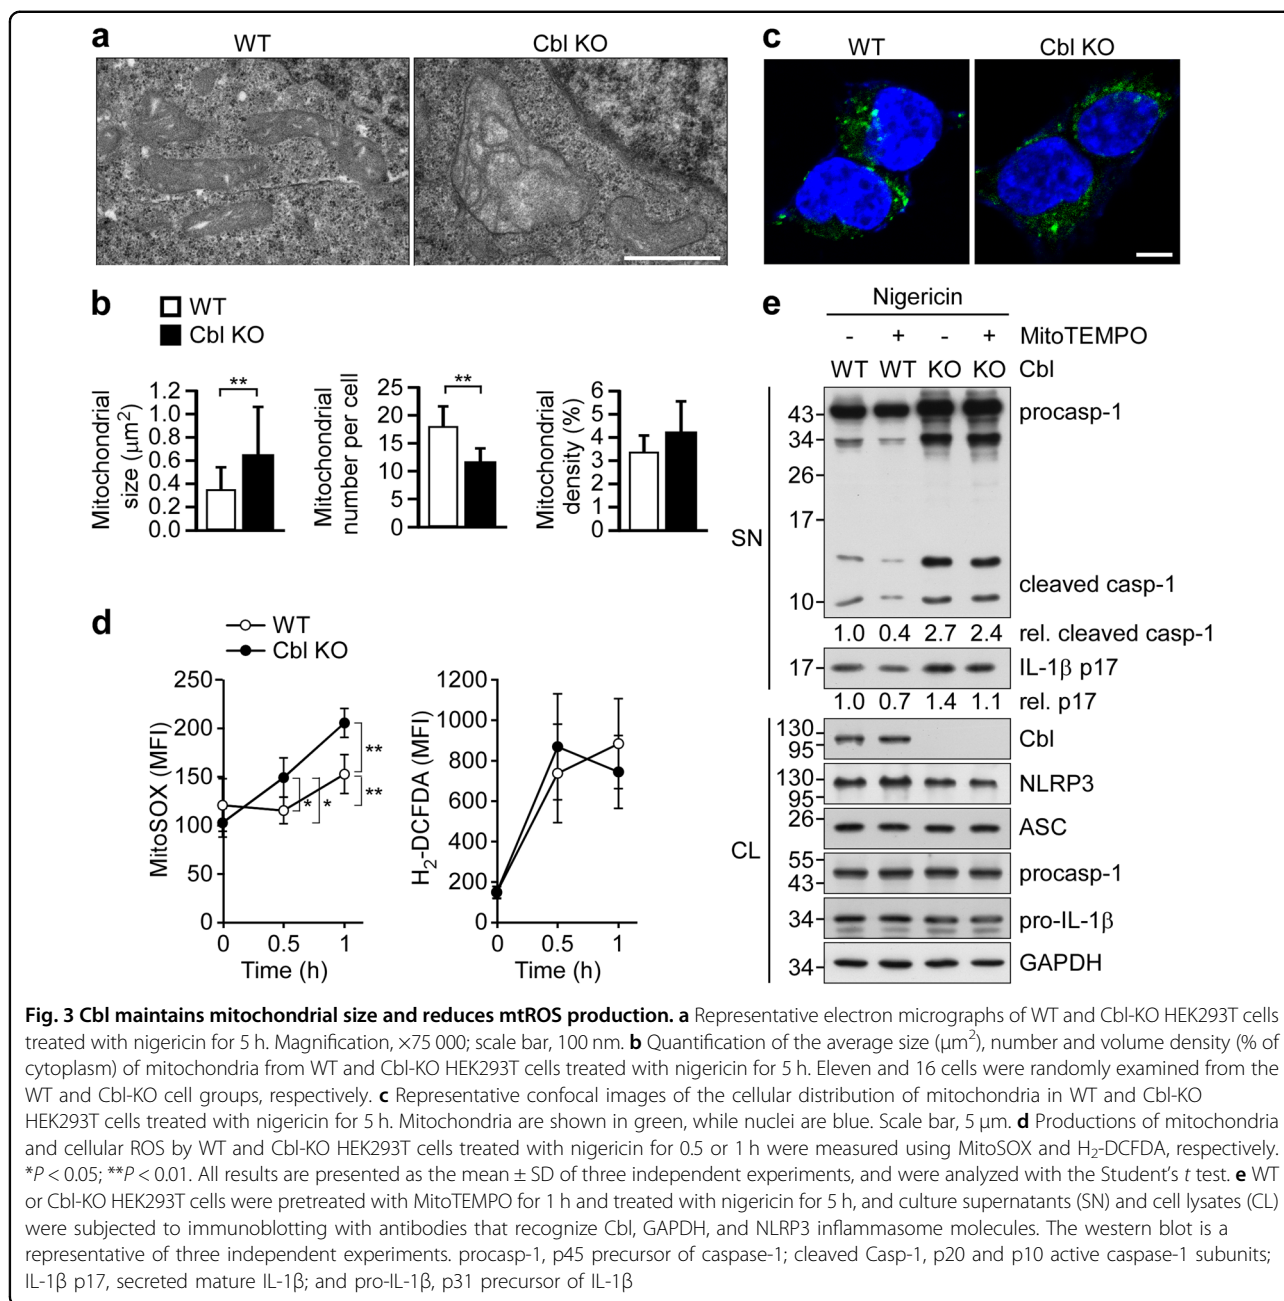 a
WT
Cbl KO
c
WT
Cbl KO
b
WT
Cbl KO
Mitochondrial
size (μm²)
1.2
1.0
0.8
0.6
0.4
0.2
0.0
**
Mitochondrial
number per cell
25
20
15
10
5
0
**
Mitochondrial
density (%)
6
5
4
3
2
1
0
d
WT
Cbl KO
MitoSOX (MFI)
250
200
150
100
50
0
**
**
* *
0 0.5 1
Time (h)
H₂-DCFDA (MFI)
1200
1000
800
600
400
200
0
0 0.5 1
Time (h)
e
Nigericin
- + - + MitoTEMPO
WT WT KO KO Cbl
SN
43 procasp-1
34
26
17
cleaved casp-1
10
1.0 0.4 2.7 2.4 rel. cleaved casp-1
17 IL-1β p17
1.0 0.7 1.4 1.1 rel. p17
CL
130
95 Cbl
130 NLRP3
95
26 ASC
55 procasp-1
43
34 pro-IL-1β
34 GAPDH
Fig. 3 Cbl maintains mitochondrial size and reduces mtROS production. a Representative electron micrographs of WT and Cbl-KO HEK293T cells
treated with nigericin for 5 h. Magnification, ×75 000; scale bar, 100 nm. b Quantification of the average size (μm²), number and volume density (% of
cytoplasm) of mitochondria from WT and Cbl-KO HEK293T cells treated with nigericin for 5 h. Eleven and 16 cells were randomly examined from the
WT and Cbl-KO cell groups, respectively. c Representative confocal images of the cellular distribution of mitochondria in WT and Cbl-KO
HEK293T cells treated with nigericin for 5 h. Mitochondria are shown in green, while nuclei are blue. Scale bar, 5 μm. d Productions of mitochondria
and cellular ROS by WT and Cbl-KO HEK293T cells treated with nigericin for 0.5 or 1 h were measured using MitoSOX and H₂-DCFDA, respectively.
*P < 0.05; **P < 0.01. All results are presented as the mean ± SD of three independent experiments, and were analyzed with the Student's t test. e WT
or Cbl-KO HEK293T cells were pretreated with MitoTEMPO for 1 h and treated with nigericin for 5 h, and culture supernatants (SN) and cell lysates (CL)
were subjected to immunoblotting with antibodies that recognize Cbl, GAPDH, and NLRP3 inflammasome molecules. The western blot is a
representative of three independent experiments. procasp-1, p45 precursor of caspase-1; cleaved Casp-1, p20 and p10 active caspase-1 subunits;
IL-1β p17, secreted mature IL-1β; and pro-IL-1β, p31 precursor of IL-1β